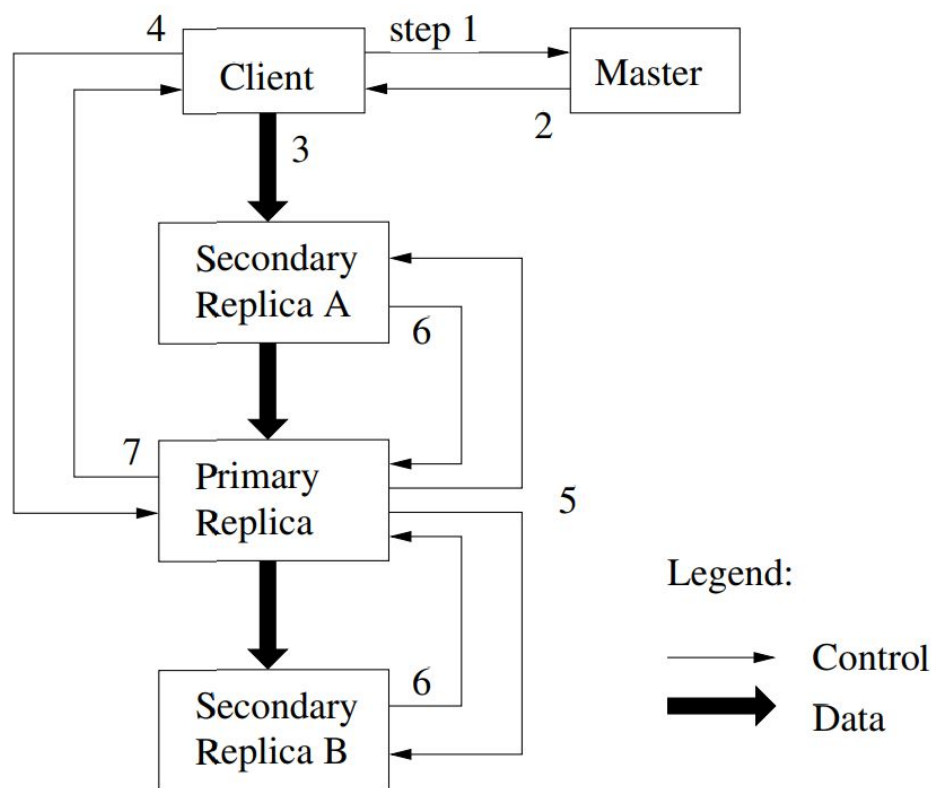 4
step 1
Client
Master
2
3
Secondary
Replica A
6
7
Primary
Replica
5
Legend:
6
Control
Secondary
Replica B
Data